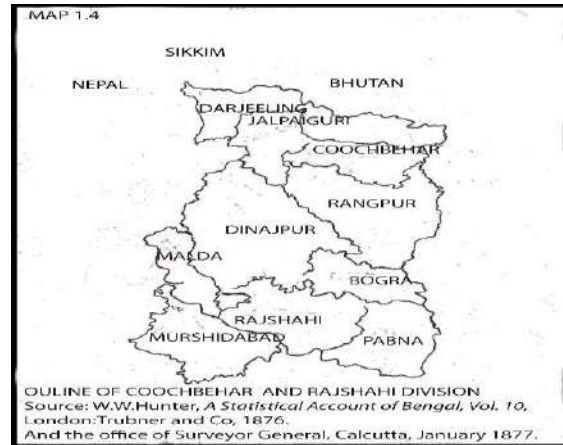 MAP 1.4
SIKKIM
NEPAL
BHUTAN
DARJEELING
JALPAIGURI
COOCHBEHAR
RANGPUR
DINAJPUR
MALDA
BOGRA
RAJSHAHI
MURSHIDABAD
PABNA
OULINE OF COOCHBEHAR AND RAJSHAHI DIVISION
Source: W.W.Hunter, A Statistical Account of Bengal, Vol. 10,
London:Trubner and Co, 1876.
And the office of Surveyor General, Calcutta, January 1877.